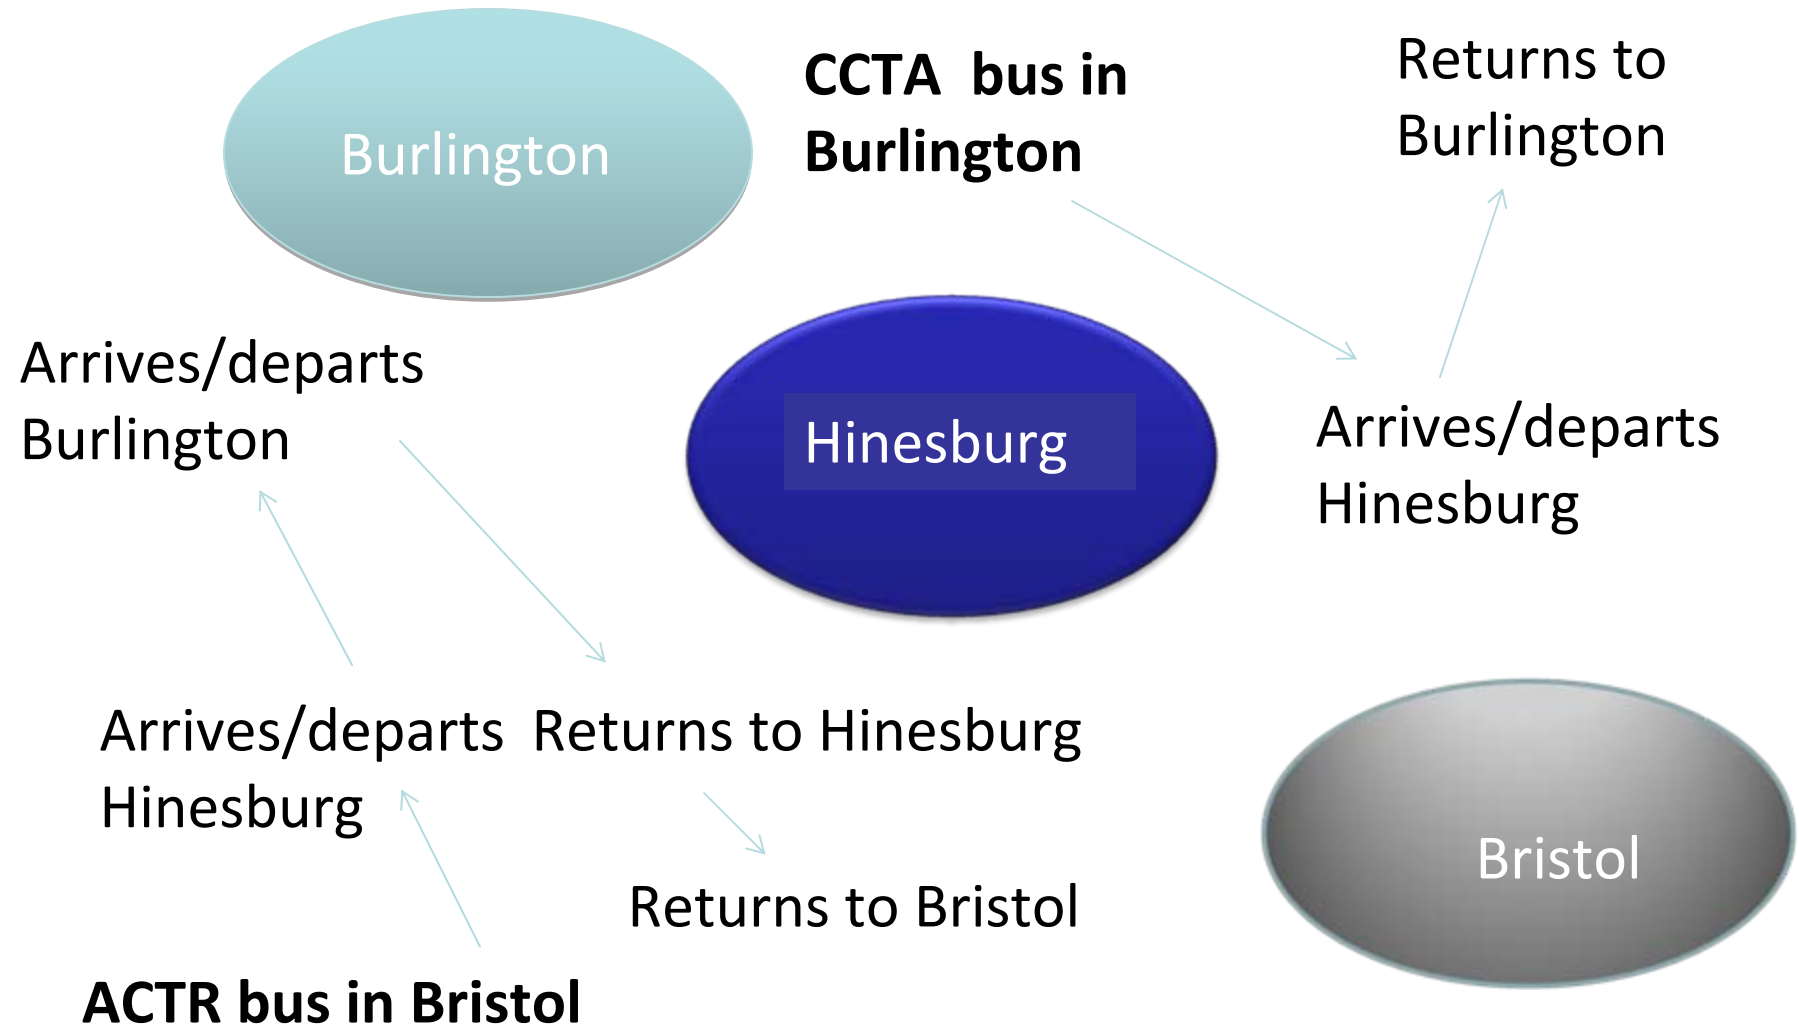 Burlington
CCTA  bus in
Burlington
Returns to
Burlington
Arrives/departs
Burlington
Hinesburg
Arrives/departs
Hinesburg
Arrives/departs
Hinesburg
Returns to Hinesburg
Bristol
Returns to Bristol
ACTR bus in Bristol